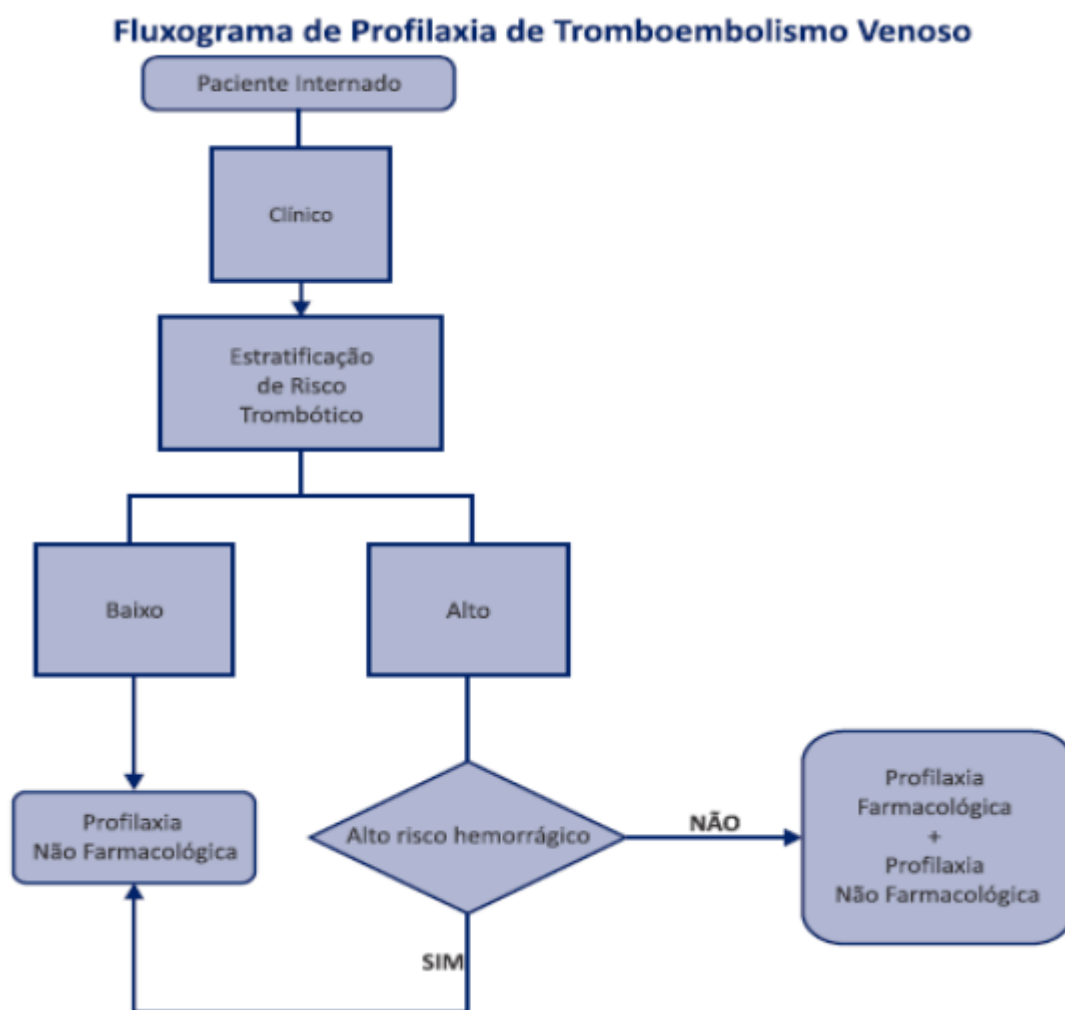 Fluxograma de Profilaxia de Tromboembolismo Venoso
Paciente Internado
Clínico
Estratificação
de Risco
Trombótico
Baixo
Alto
Profilaxia
Não Farmacológica
Alto risco hemorrágico
NÃO
Profilaxia
Farmacológica
+
Profilaxia
Não Farmacológica
SIM